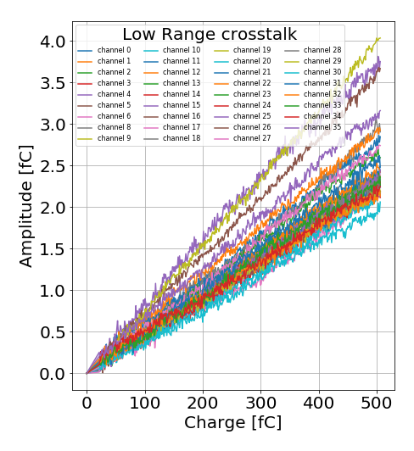 Low Range crosstalk
channel 0 channel 10 channel 19 channel 28
channel 1 channel 11 channel 20 channel 29
channel 2 channel 12 channel 21 channel 30
channel 3 channel 13 channel 22 channel 31
channel 4 channel 14 channel 23 channel 32
channel 5 channel 15 channel 24 channel 33
channel 6 channel 16 channel 25 channel 34
channel 8 channel 17 channel 26 channel 35
channel 9 channel 18 channel 27
4.0
3.5
3.0
2.5
2.0
1.5
1.0
0.5
0.0
Amplitude [fC]
0 100 200 300 400 500
Charge [fC]